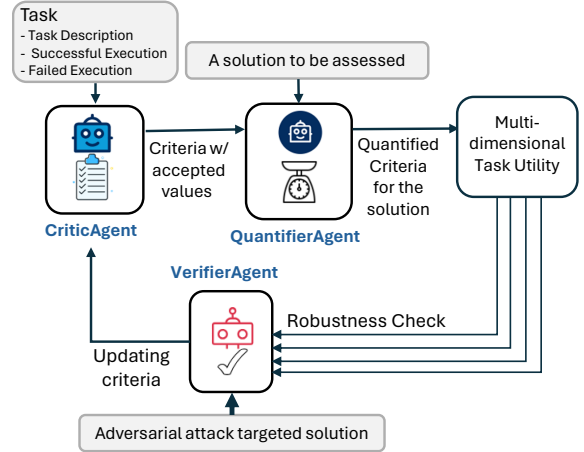 Task
- Task Description
- Successful Execution
- Failed Execution
A solution to be assessed
Criteria w/
accepted
values
Quantified
Criteria
for the
solution
Multi-
dimensional
Task Utility
CriticAgent
QuantifierAgent
VerifierAgent
Robustness Check
Updating
criteria
Adversarial attack targeted solution